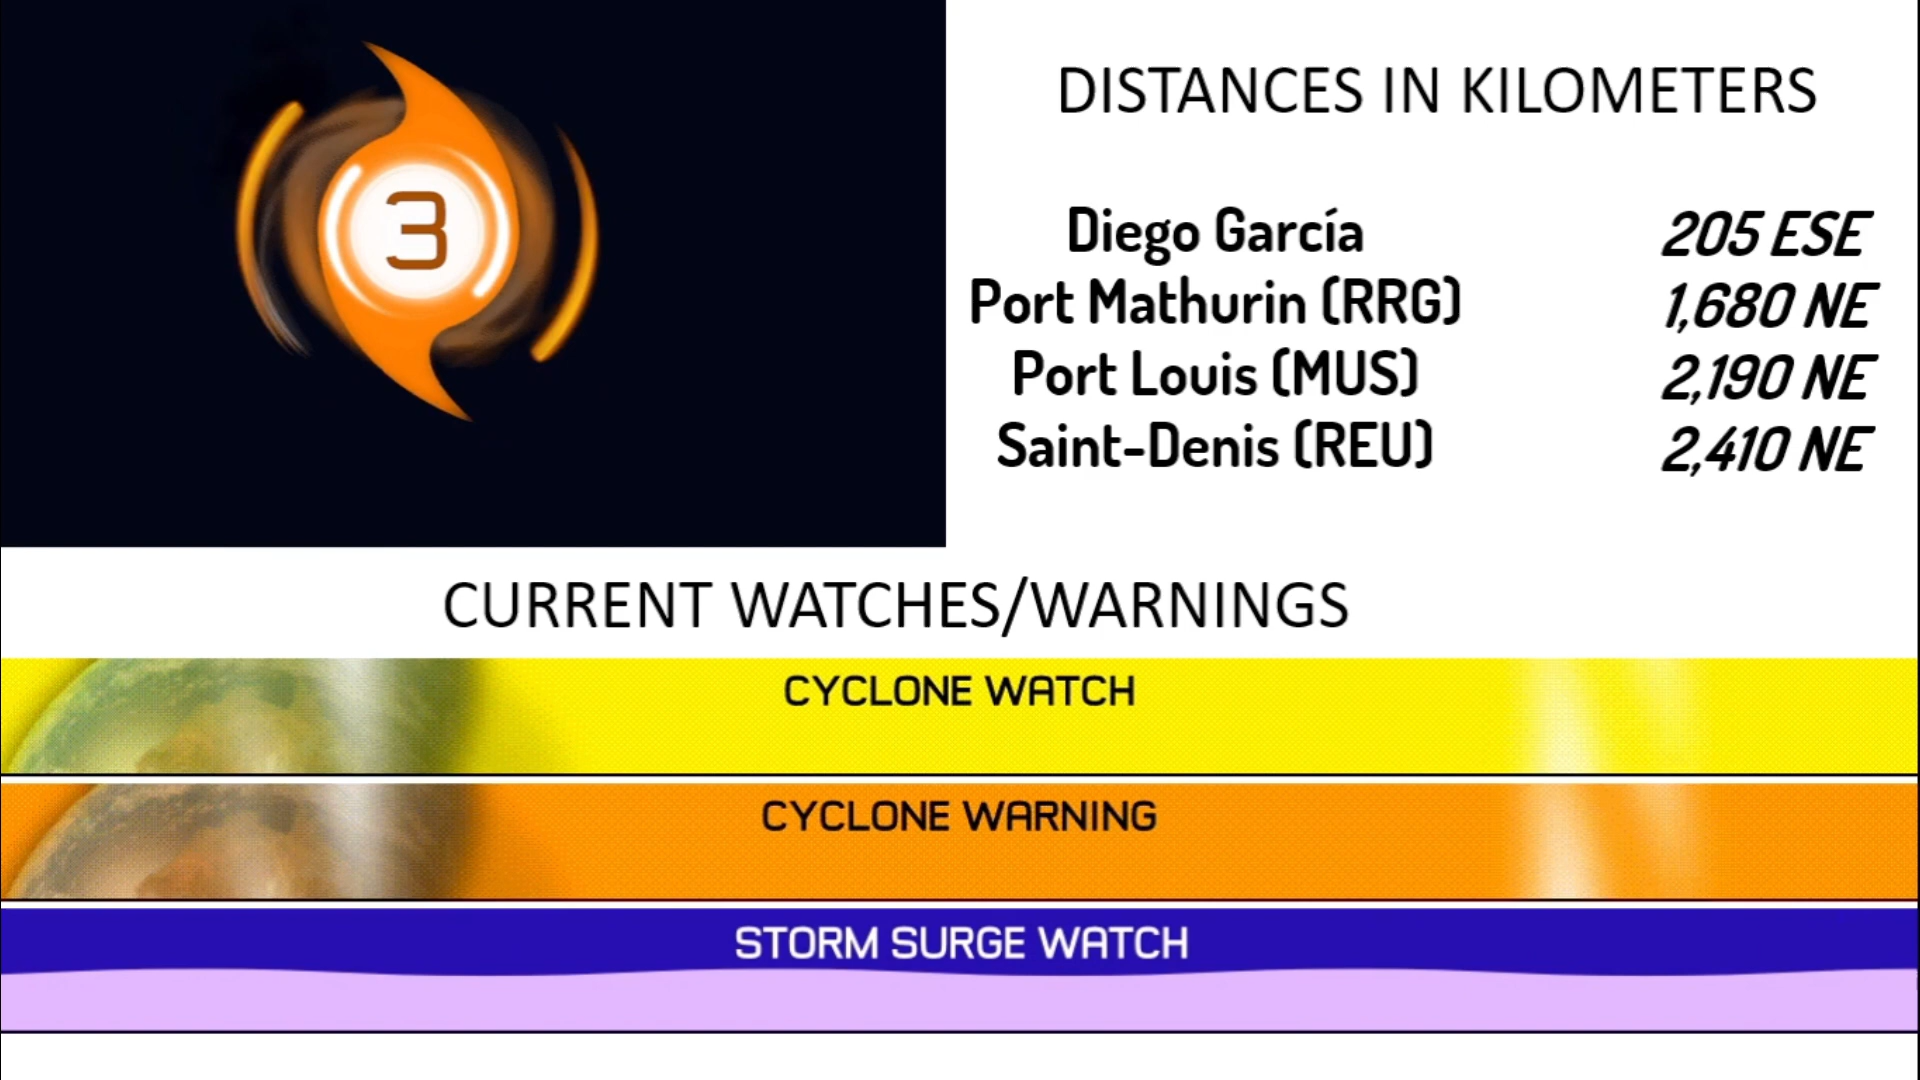 3
DISTANCES IN KILOMETERS
Diego García 205 ESE
Port Mathurin (RRG) 1,680 NE
Port Louis (MUS) 2,190 NE
Saint-Denis (REU) 2,410 NE
CURRENT WATCHES/WARNINGS
CYCLONE WATCH
CYCLONE WARNING
STORM SURGE WATCH